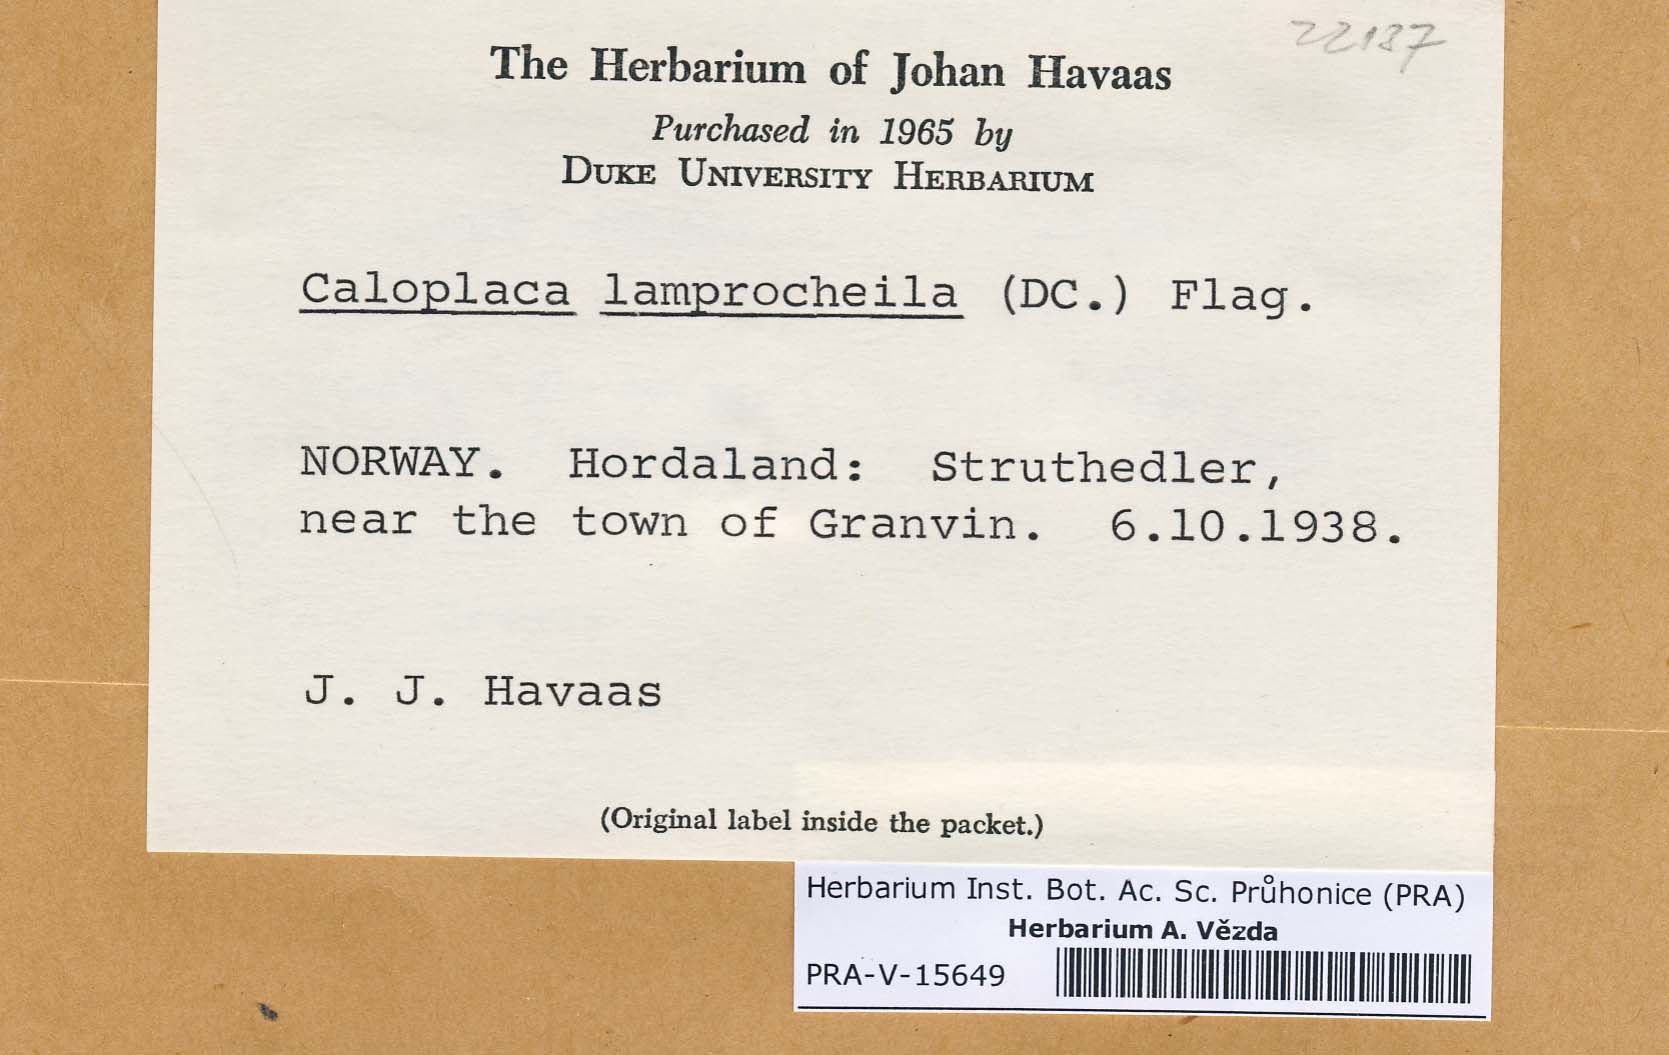 22137
The Herbarium of Johan Havaas
Purchased in 1965 by
DUKE UNIVERSITY HERBARIUM
Caloplaca lamprocheila (DC.) Flag.
NORWAY. Hordaland: Struthedler,
near the town of Granvin. 6.10.1938.
J. J. Havaas
(Original label inside the packet.)
Herbarium Inst. Bot. Ac. Sc. Průhonice (PRA)
Herbarium A. Vězda
PRA-V-15649